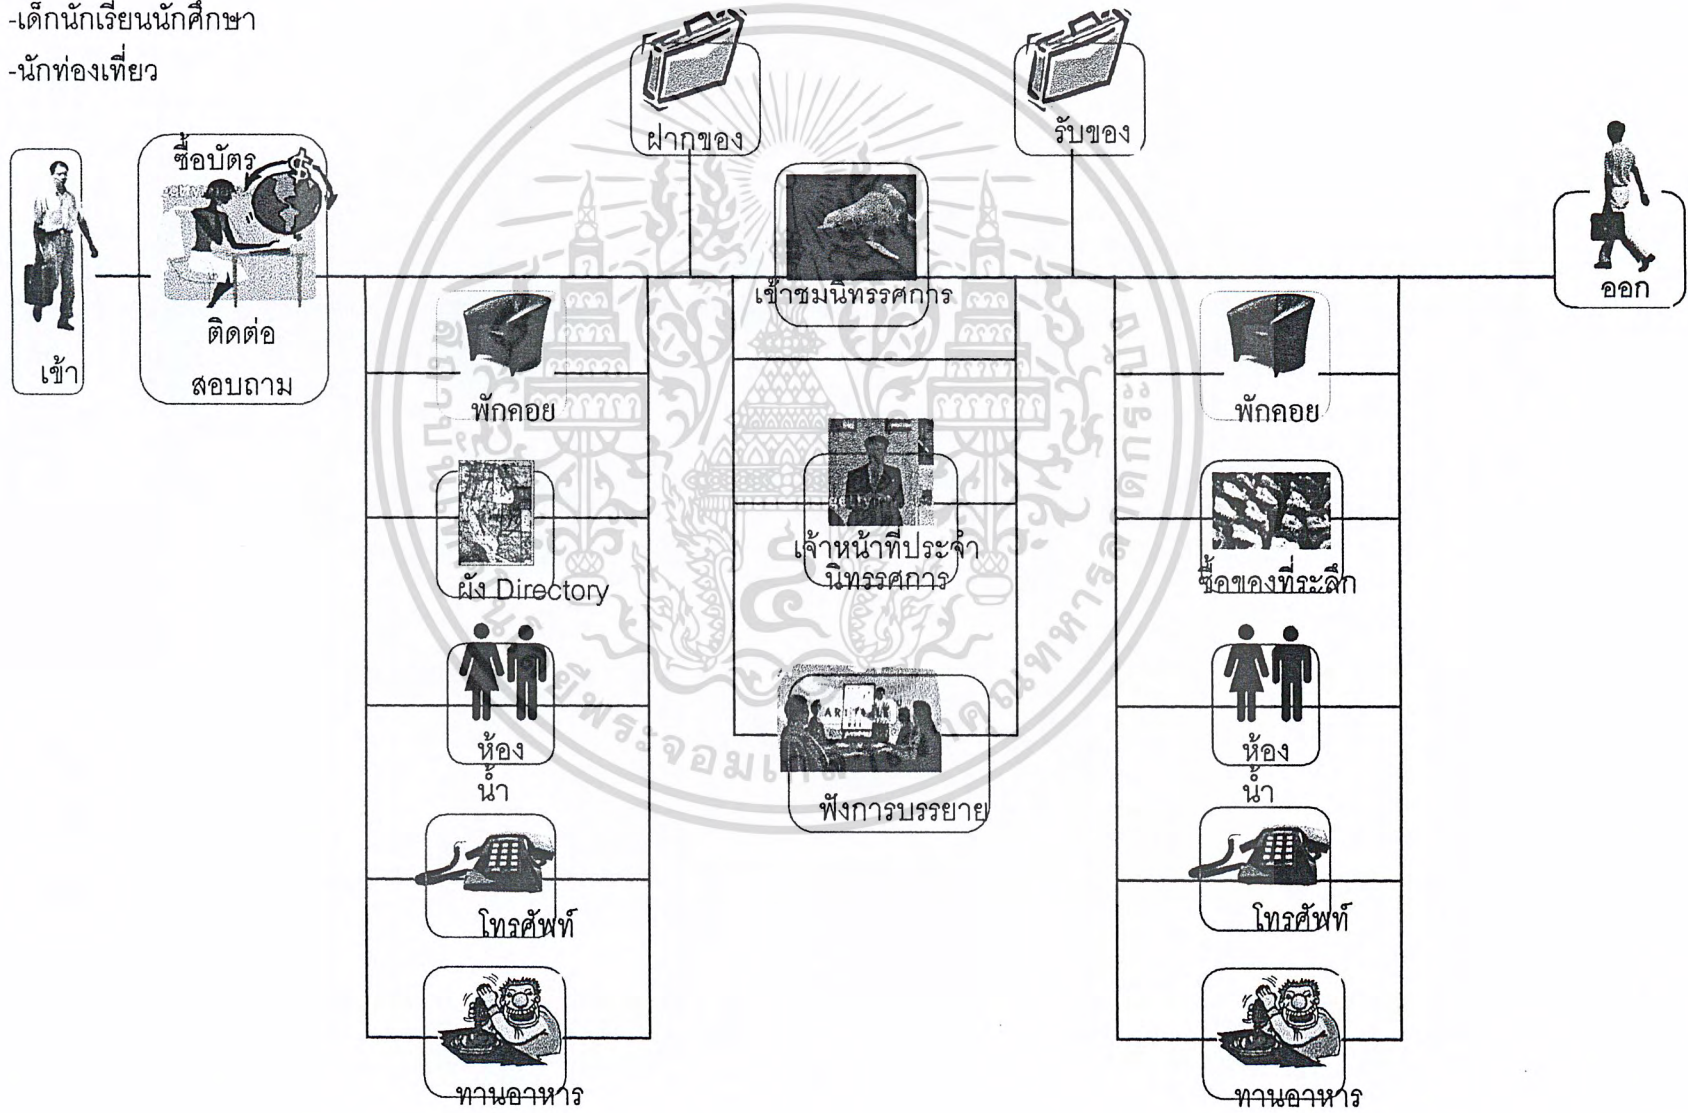 -เด็กนักเรียนนักศึกษา
-นักท่องเที่ยว
ฝากของ
รับของ
ซื้อบัตร
ติดต่อ
สอบถาม
เข้า
เข้าชมนิทรรศการ
ออก
พักคอย
พักคอย
ผัง Directory
เจ้าหน้าที่ประจำ
นิทรรศการ
ซื้อของที่ระลึก
ห้อง
น้ำ
ห้อง
น้ำ
ฟังการบรรยาย
โทรศัพท์
โทรศัพท์
ทานอาหาร
ทานอาหาร